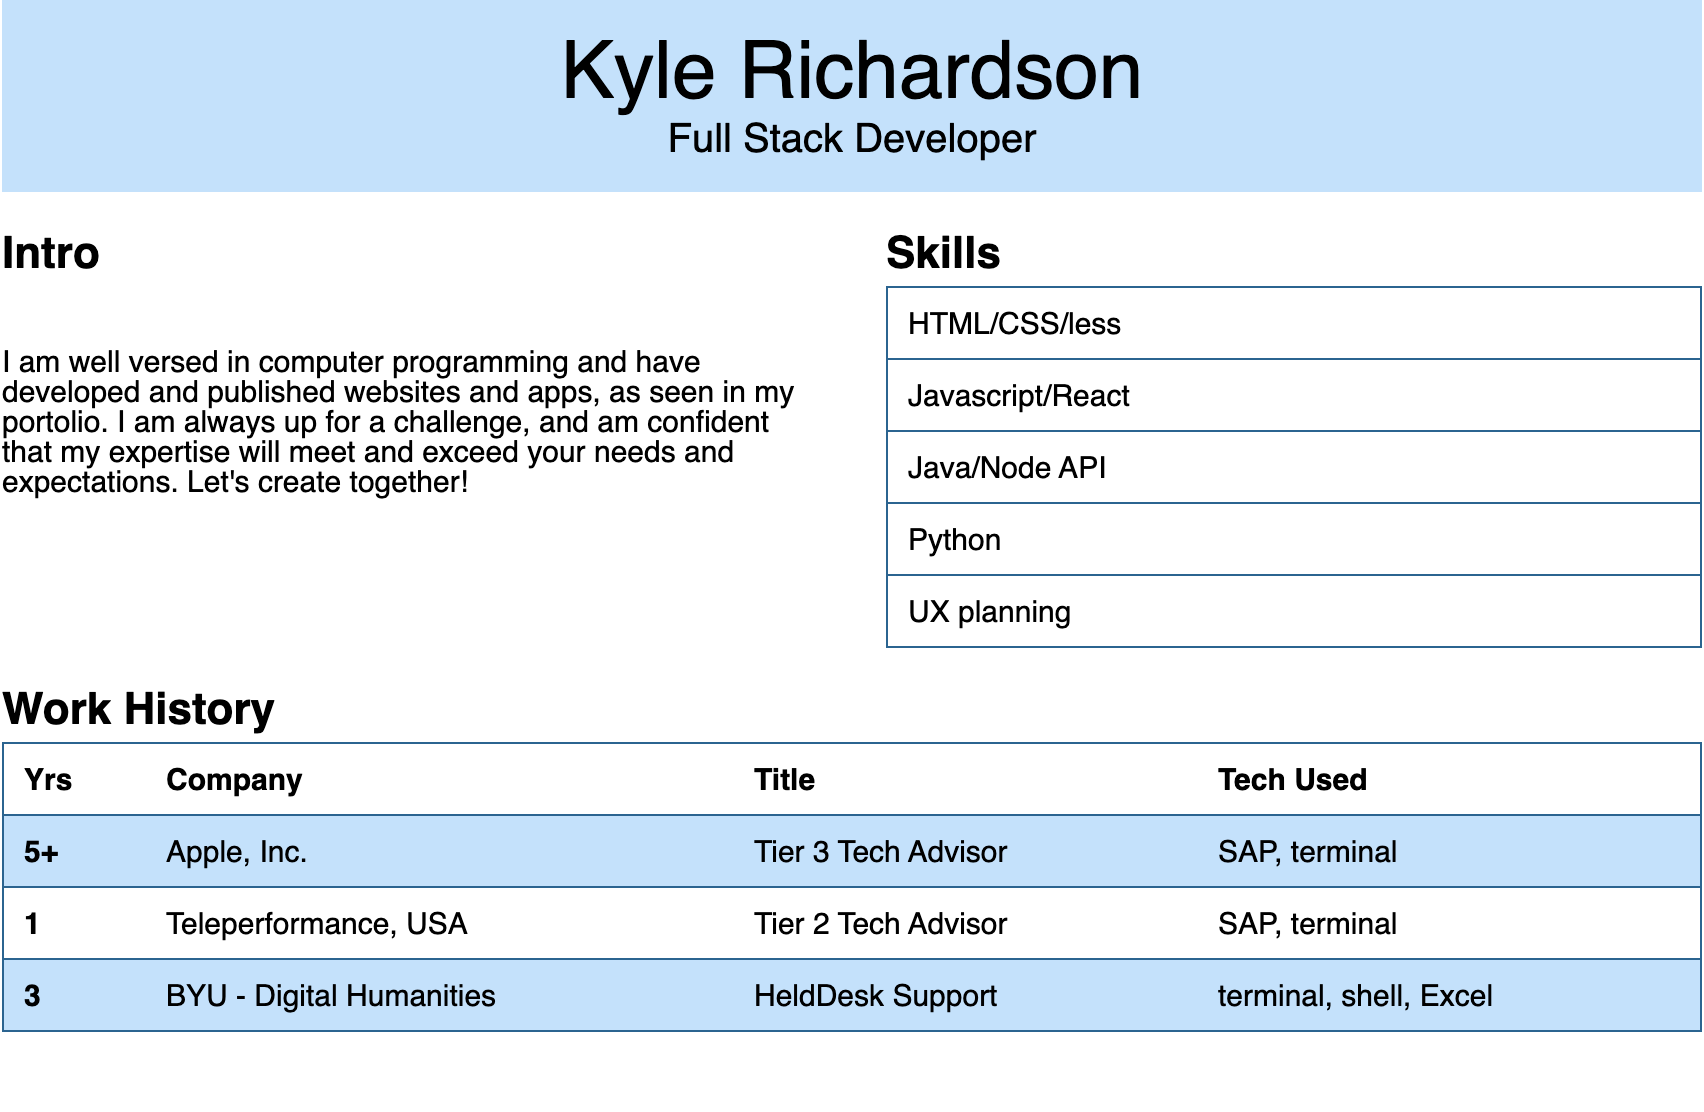 Kyle Richardson
Full Stack Developer
Intro
I am well versed in computer programming and have
developed and published websites and apps, as seen in my
portolio. I am always up for a challenge, and am confident
that my expertise will meet and exceed your needs and
expectations. Let's create together!
Skills
HTML/CSS/less
Javascript/React
Java/Node API
Python
UX planning
Work History
Yrs Company Title Tech Used
5+ Apple, Inc. Tier 3 Tech Advisor SAP, terminal
1 Teleperformance, USA Tier 2 Tech Advisor SAP, terminal
3 BYU - Digital Humanities HeldDesk Support terminal, shell, Excel